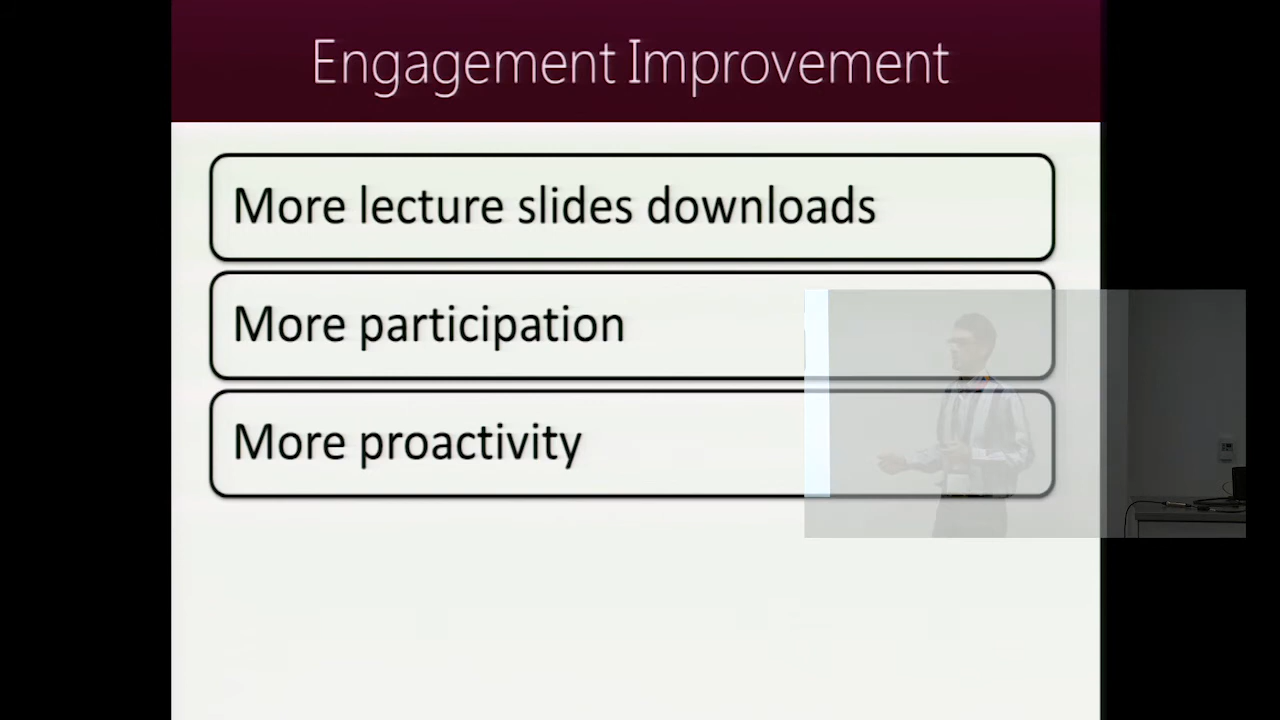 Engagement Improvement
More lecture slides downloads
More participation
More proactivity